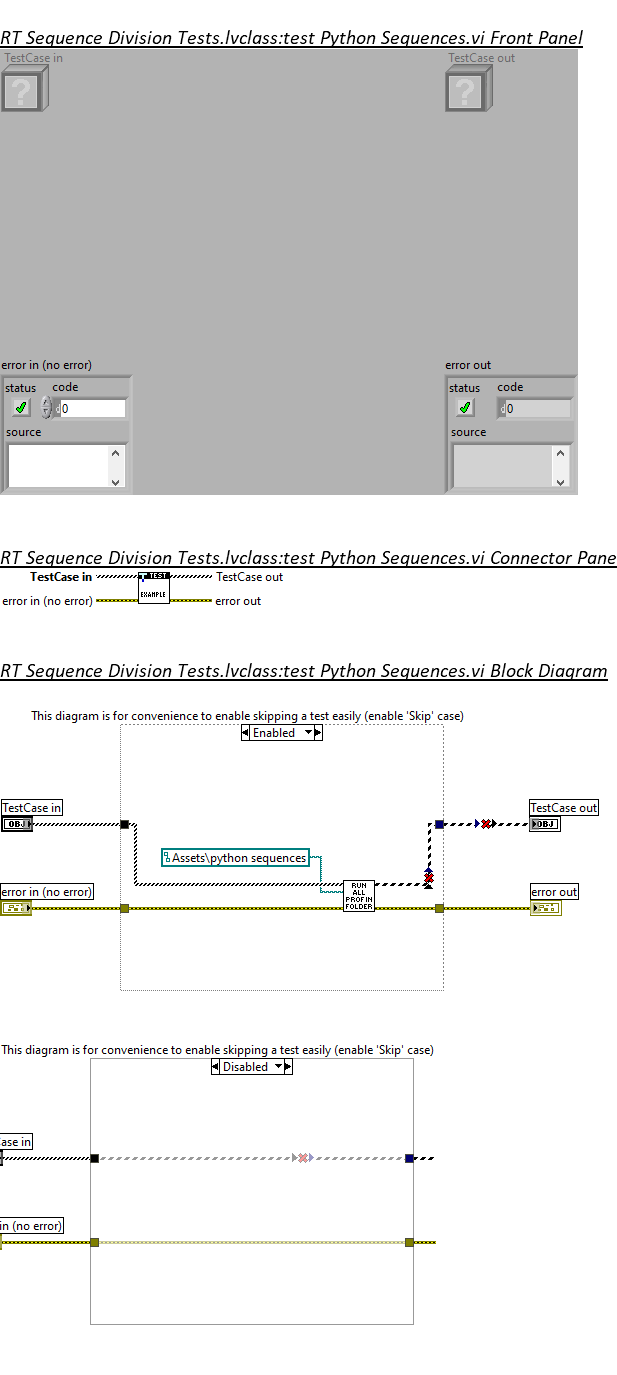 RT Sequence Division Tests.lvclass:test Python Sequences.vi Front Panel
TestCase in
TestCase out
?
?
error in (no error)
error out
status code
status code
d0
d0
source
source
RT Sequence Division Tests.lvclass:test Python Sequences.vi Connector Pane
TestCase in
TEST
TestCase out
error in (no error)
EXAMPLE
error out
RT Sequence Division Tests.lvclass:test Python Sequences.vi Block Diagram
This diagram is for convenience to enable skipping a test easily (enable 'Skip' case)
Enabled
TestCase in
TestCase out
OBJ
OBJ
Assets\python sequences
RUN
ALL
PROFIN
FOLDER
error in (no error)
error out
This diagram is for convenience to enable skipping a test easily (enable 'Skip' case)
Disabled
ase in
in (no error)